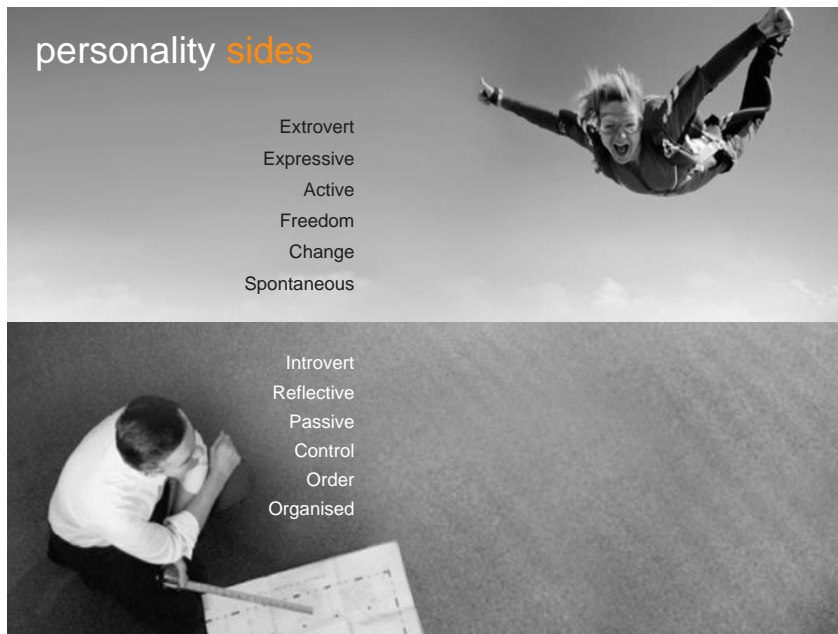 personality sides
Extrovert
Expressive
Active
Freedom
Change
Spontaneous
Introvert
Reflective
Passive
Control
Order
Organised